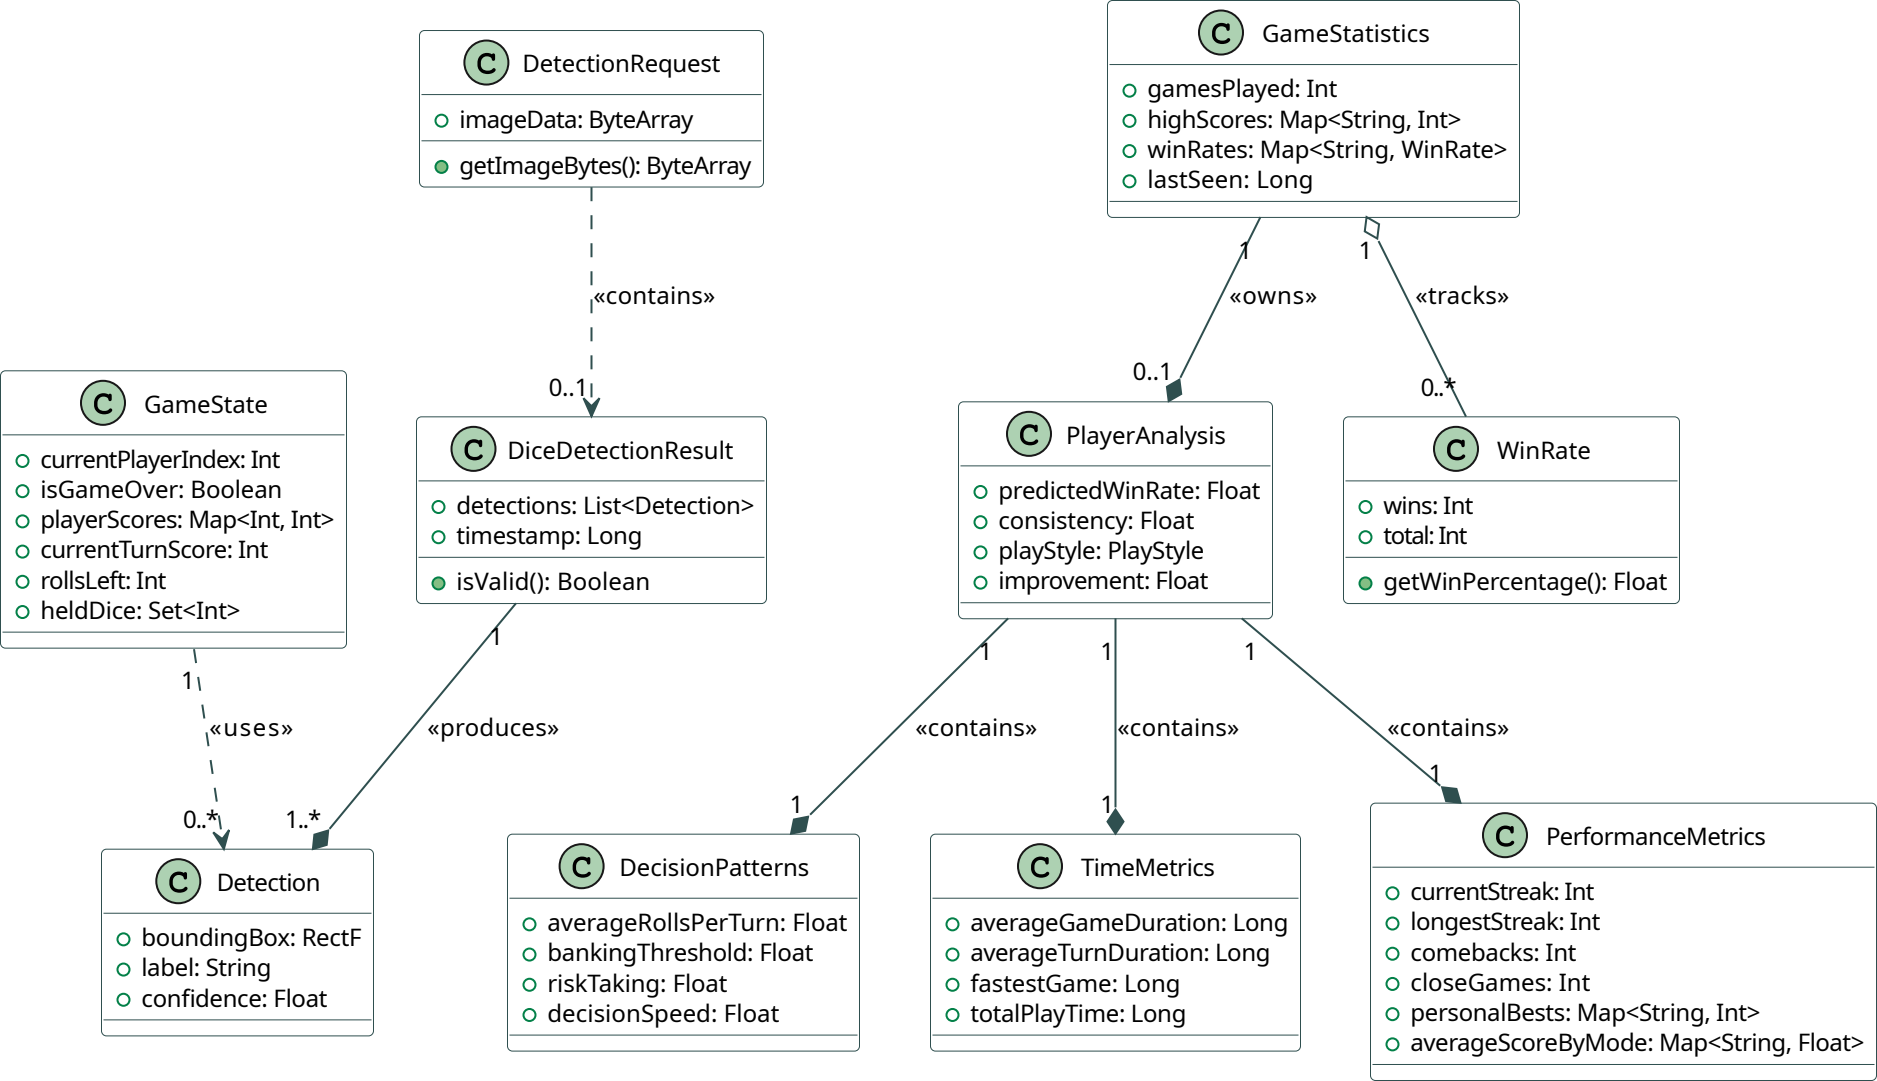 C DetectionRequest
imageData: ByteArray
getImageBytes(): ByteArray
C GameStatistics
gamesPlayed: Int
highScores: Map<String, Int>
winRates: Map<String, WinRate>
lastSeen: Long
«contains»
0..1
1
«owns»
0..1
1
«tracks»
0..*
C GameState
currentPlayerIndex: Int
isGameOver: Boolean
playerScores: Map<Int, Int>
currentTurnScore: Int
rollsLeft: Int
heldDice: Set<Int>
C DiceDetectionResult
detections: List<Detection>
timestamp: Long
isValid(): Boolean
C PlayerAnalysis
predictedWinRate: Float
consistency: Float
playStyle: PlayStyle
improvement: Float
C WinRate
wins: Int
total: Int
getWinPercentage(): Float
1
«uses»
0..*
1
«produces»
1..*
1
«contains»
1
1
«contains»
1
1
«contains»
1
C Detection
boundingBox: RectF
label: String
confidence: Float
C DecisionPatterns
averageRollsPerTurn: Float
bankingThreshold: Float
riskTaking: Float
decisionSpeed: Float
C TimeMetrics
averageGameDuration: Long
averageTurnDuration: Long
fastestGame: Long
totalPlayTime: Long
C PerformanceMetrics
currentStreak: Int
longestStreak: Int
comebacks: Int
closeGames: Int
personalBests: Map<String, Int>
averageScoreByMode: Map<String, Float>